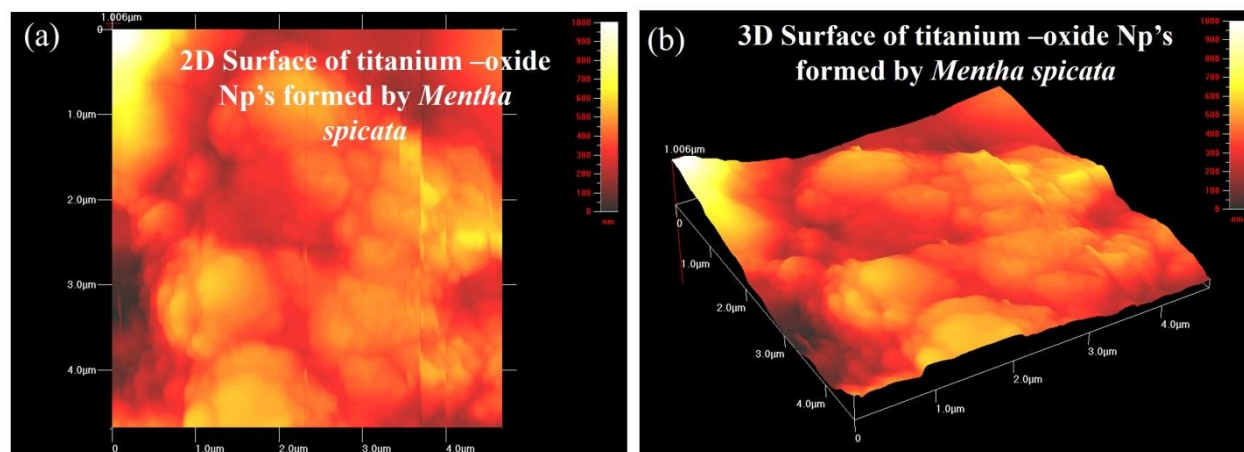 (a)
1.006µm
0
1.0µm
2.0µm
3.0µm
4.0µm
0
1.0µm
2.0µm
3.0µm
4.0µm
2D Surface of titanium –oxide
Np's formed by Mentha
spicata
1000
900
800
700
600
500
400
300
200
100
0
nm
(b)
3D Surface of titanium –oxide Np's
formed by Mentha spicata
1.006µm
0
1.0µm
2.0µm
3.0µm
4.0µm
0
1.0µm
2.0µm
3.0µm
4.0µm
1000
900
800
700
600
500
400
300
200
100
0
nm